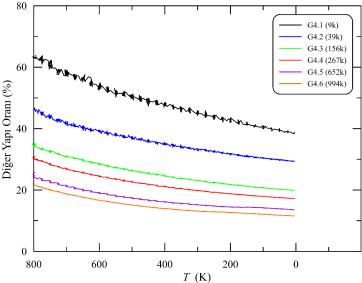 80
60
40
20
0
Diğer Yapı Oranı (%)
G4.1 (9k)
G4.2 (39k)
G4.3 (156k)
G4.4 (267k)
G4.5 (652k)
G4.6 (994k)
800 600 400 200 0
T (K)